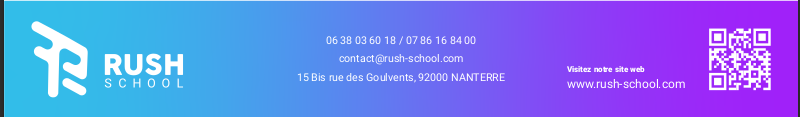 RUSH
SCHOOL
06 38 03 60 18 / 07 86 16 84 00
contact@rush-school.com
15 Bis rue des Goulvents, 92000 NANTERRE
Visitez notre site web
www.rush-school.com